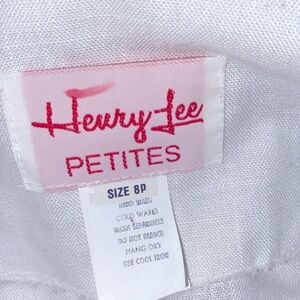 Henry-Lee
PETITES
SIZE 8P
HAND WASH
COLD WATER
WASH SEPARATELY
DO NOT BLEACH
HANG DRY
USE COOL IRON